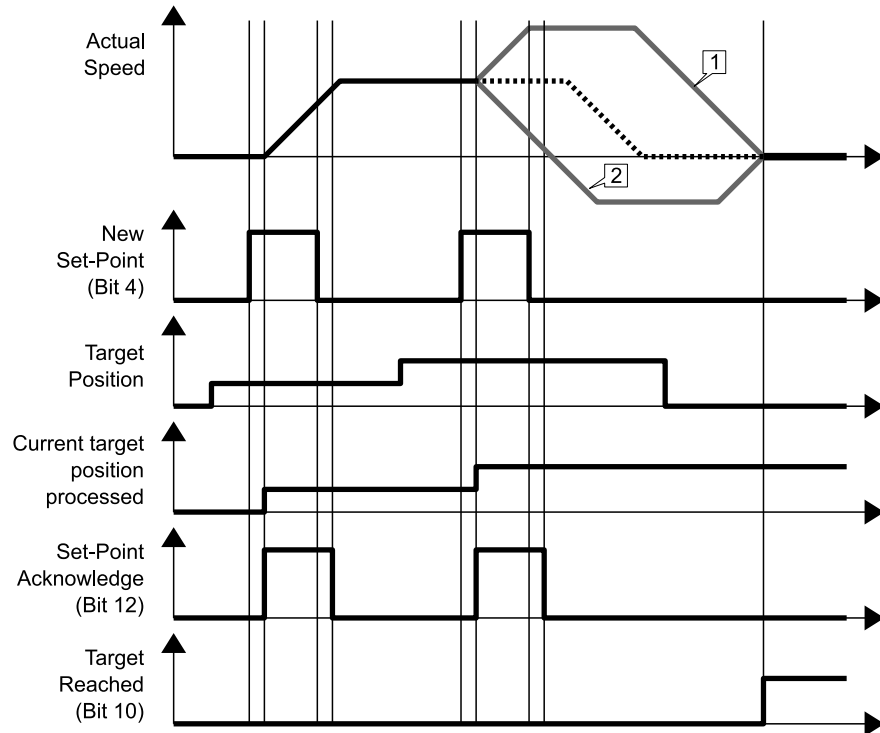 Actual
Speed
1
2
New
Set-Point
(Bit 4)
Target
Position
Current target
position
processed
Set-Point
Acknowledge
(Bit 12)
Target
Reached
(Bit 10)